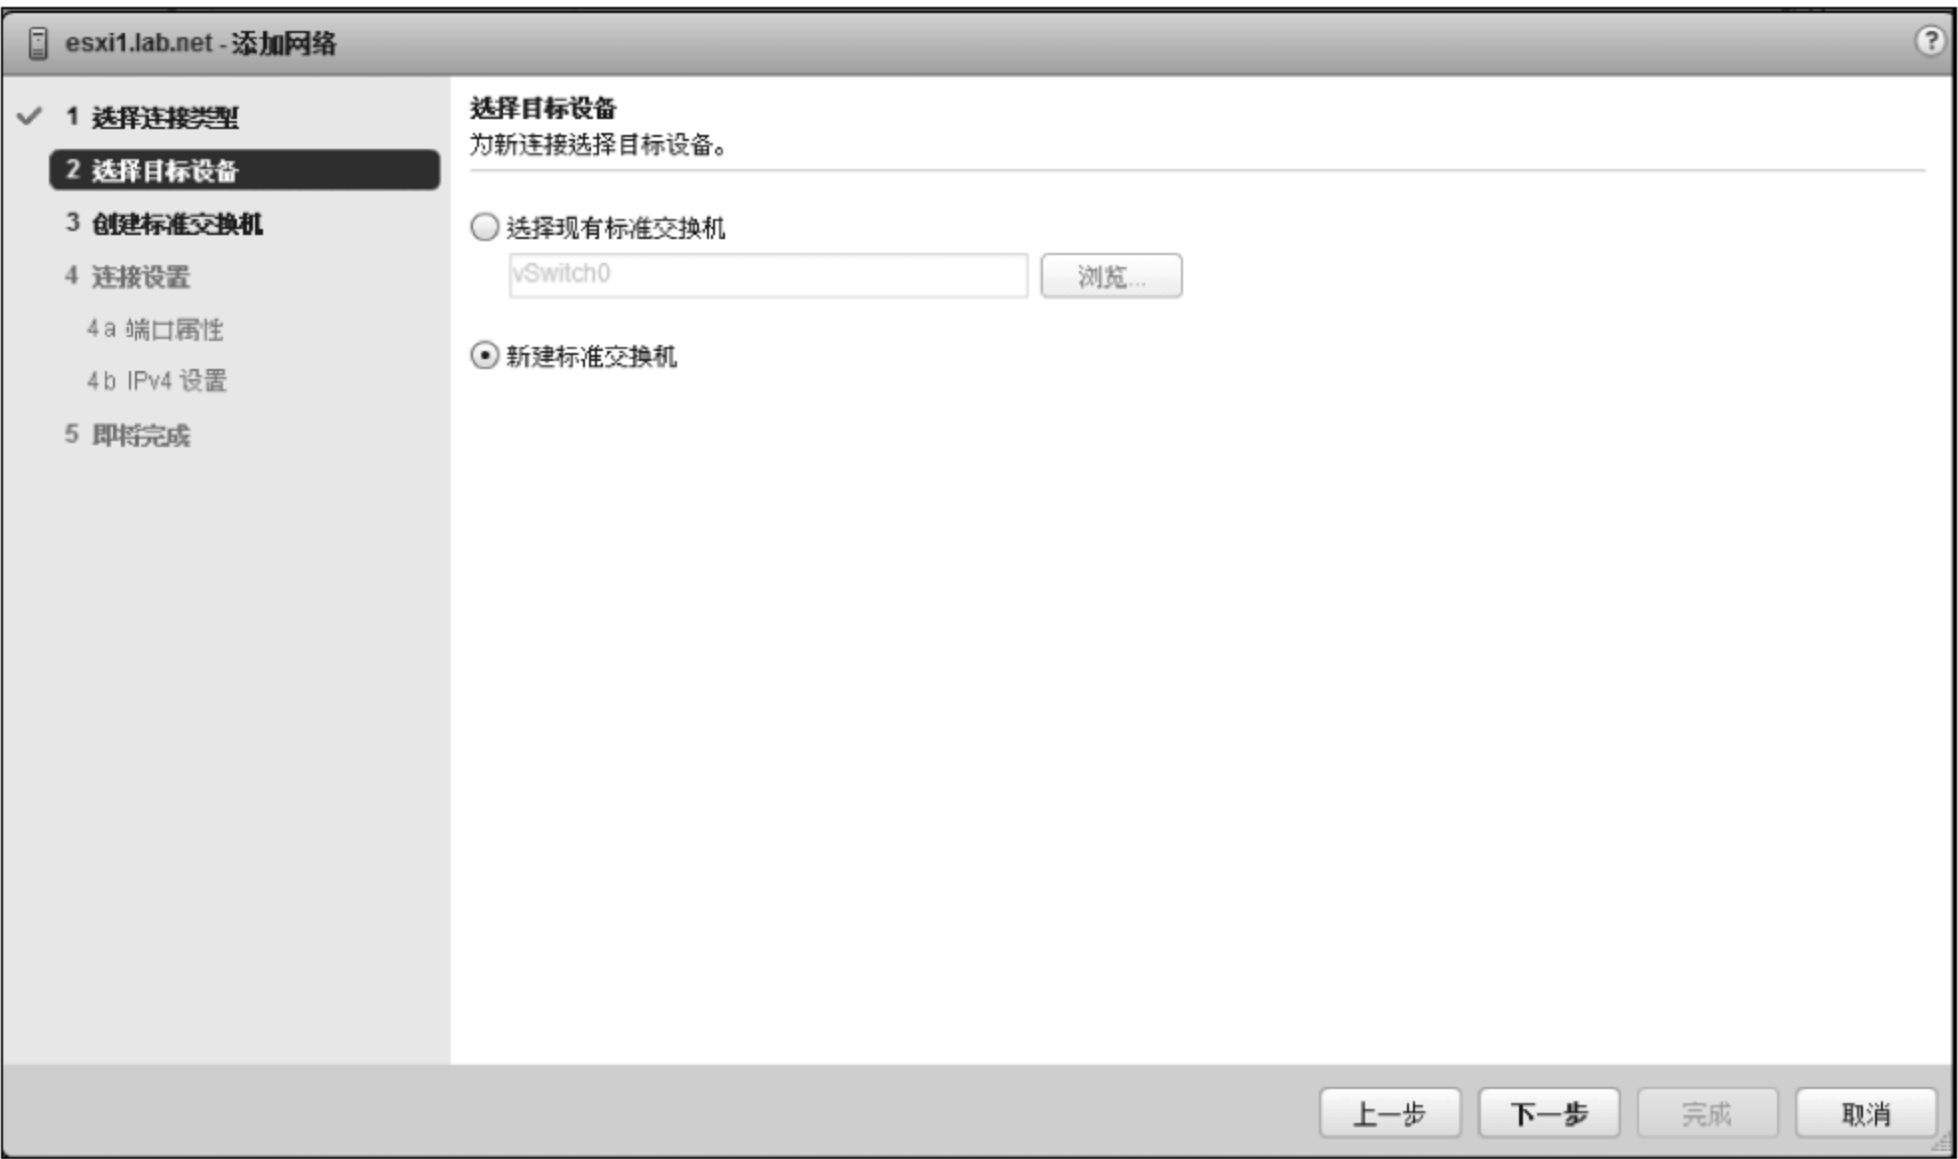 esxi1.lab.net - 添加网络
?
1 选择连接类型
2 选择目标设备
3 创建标准交换机
4 连接设置
4a 端口属性
4b IPv4 设置
5 即将完成
选择目标设备
为新连接选择目标设备。
选择现有标准交换机
vSwitch0 浏览...
新建标准交换机
上一步 下一步 完成 取消